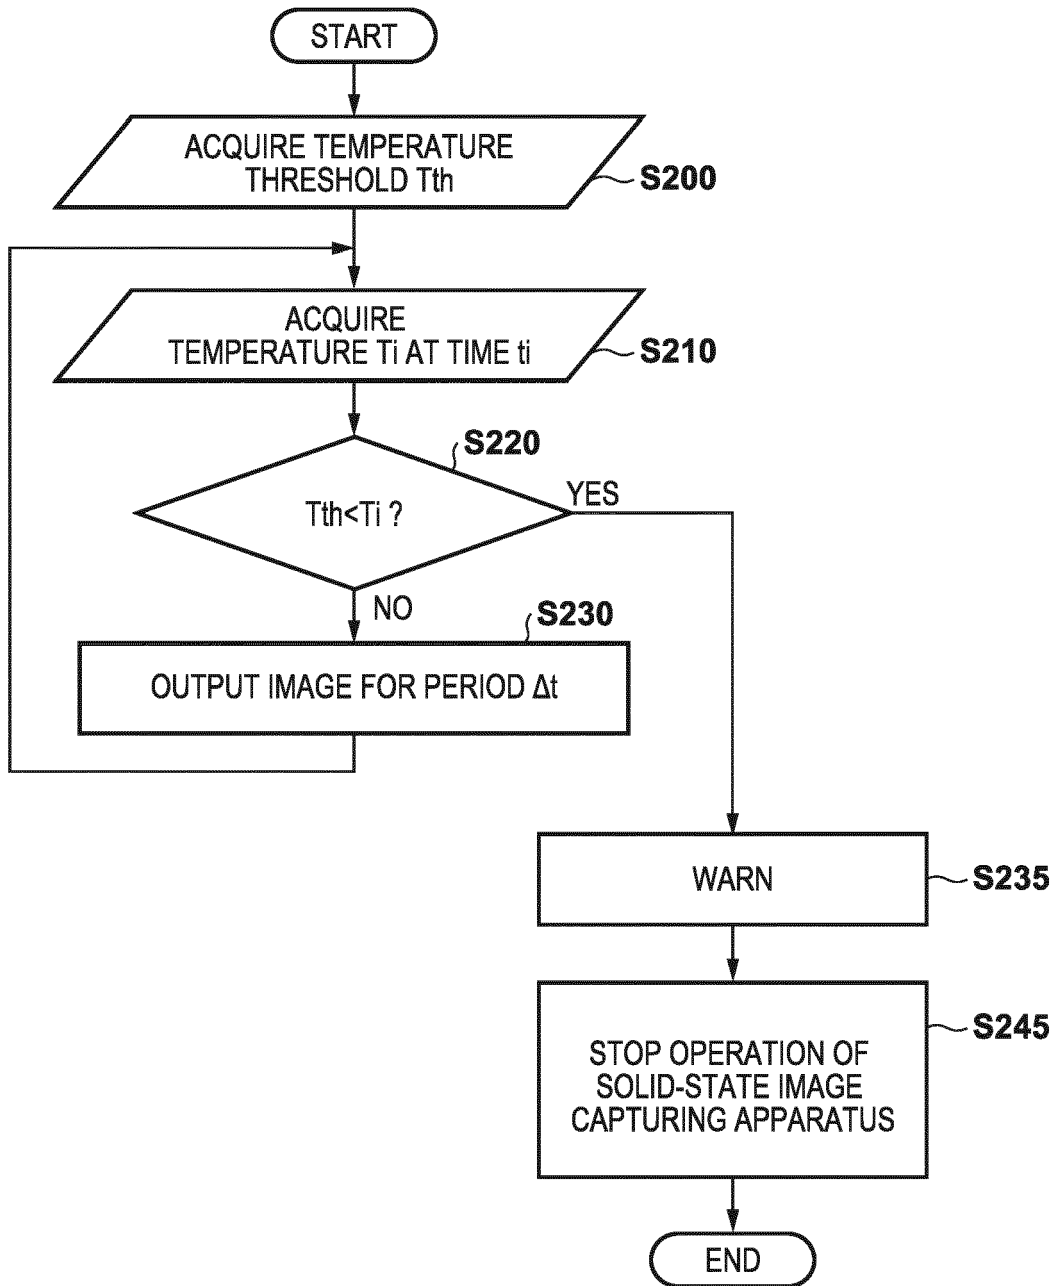 START
ACQUIRE TEMPERATURE
THRESHOLD Tth
S200
ACQUIRE
TEMPERATURE Ti AT TIME ti
S210
S220
Tth<Ti ?
YES
NO
S230
OUTPUT IMAGE FOR PERIOD Δt
WARN
S235
STOP OPERATION OF
SOLID-STATE IMAGE
CAPTURING APPARATUS
S245
END